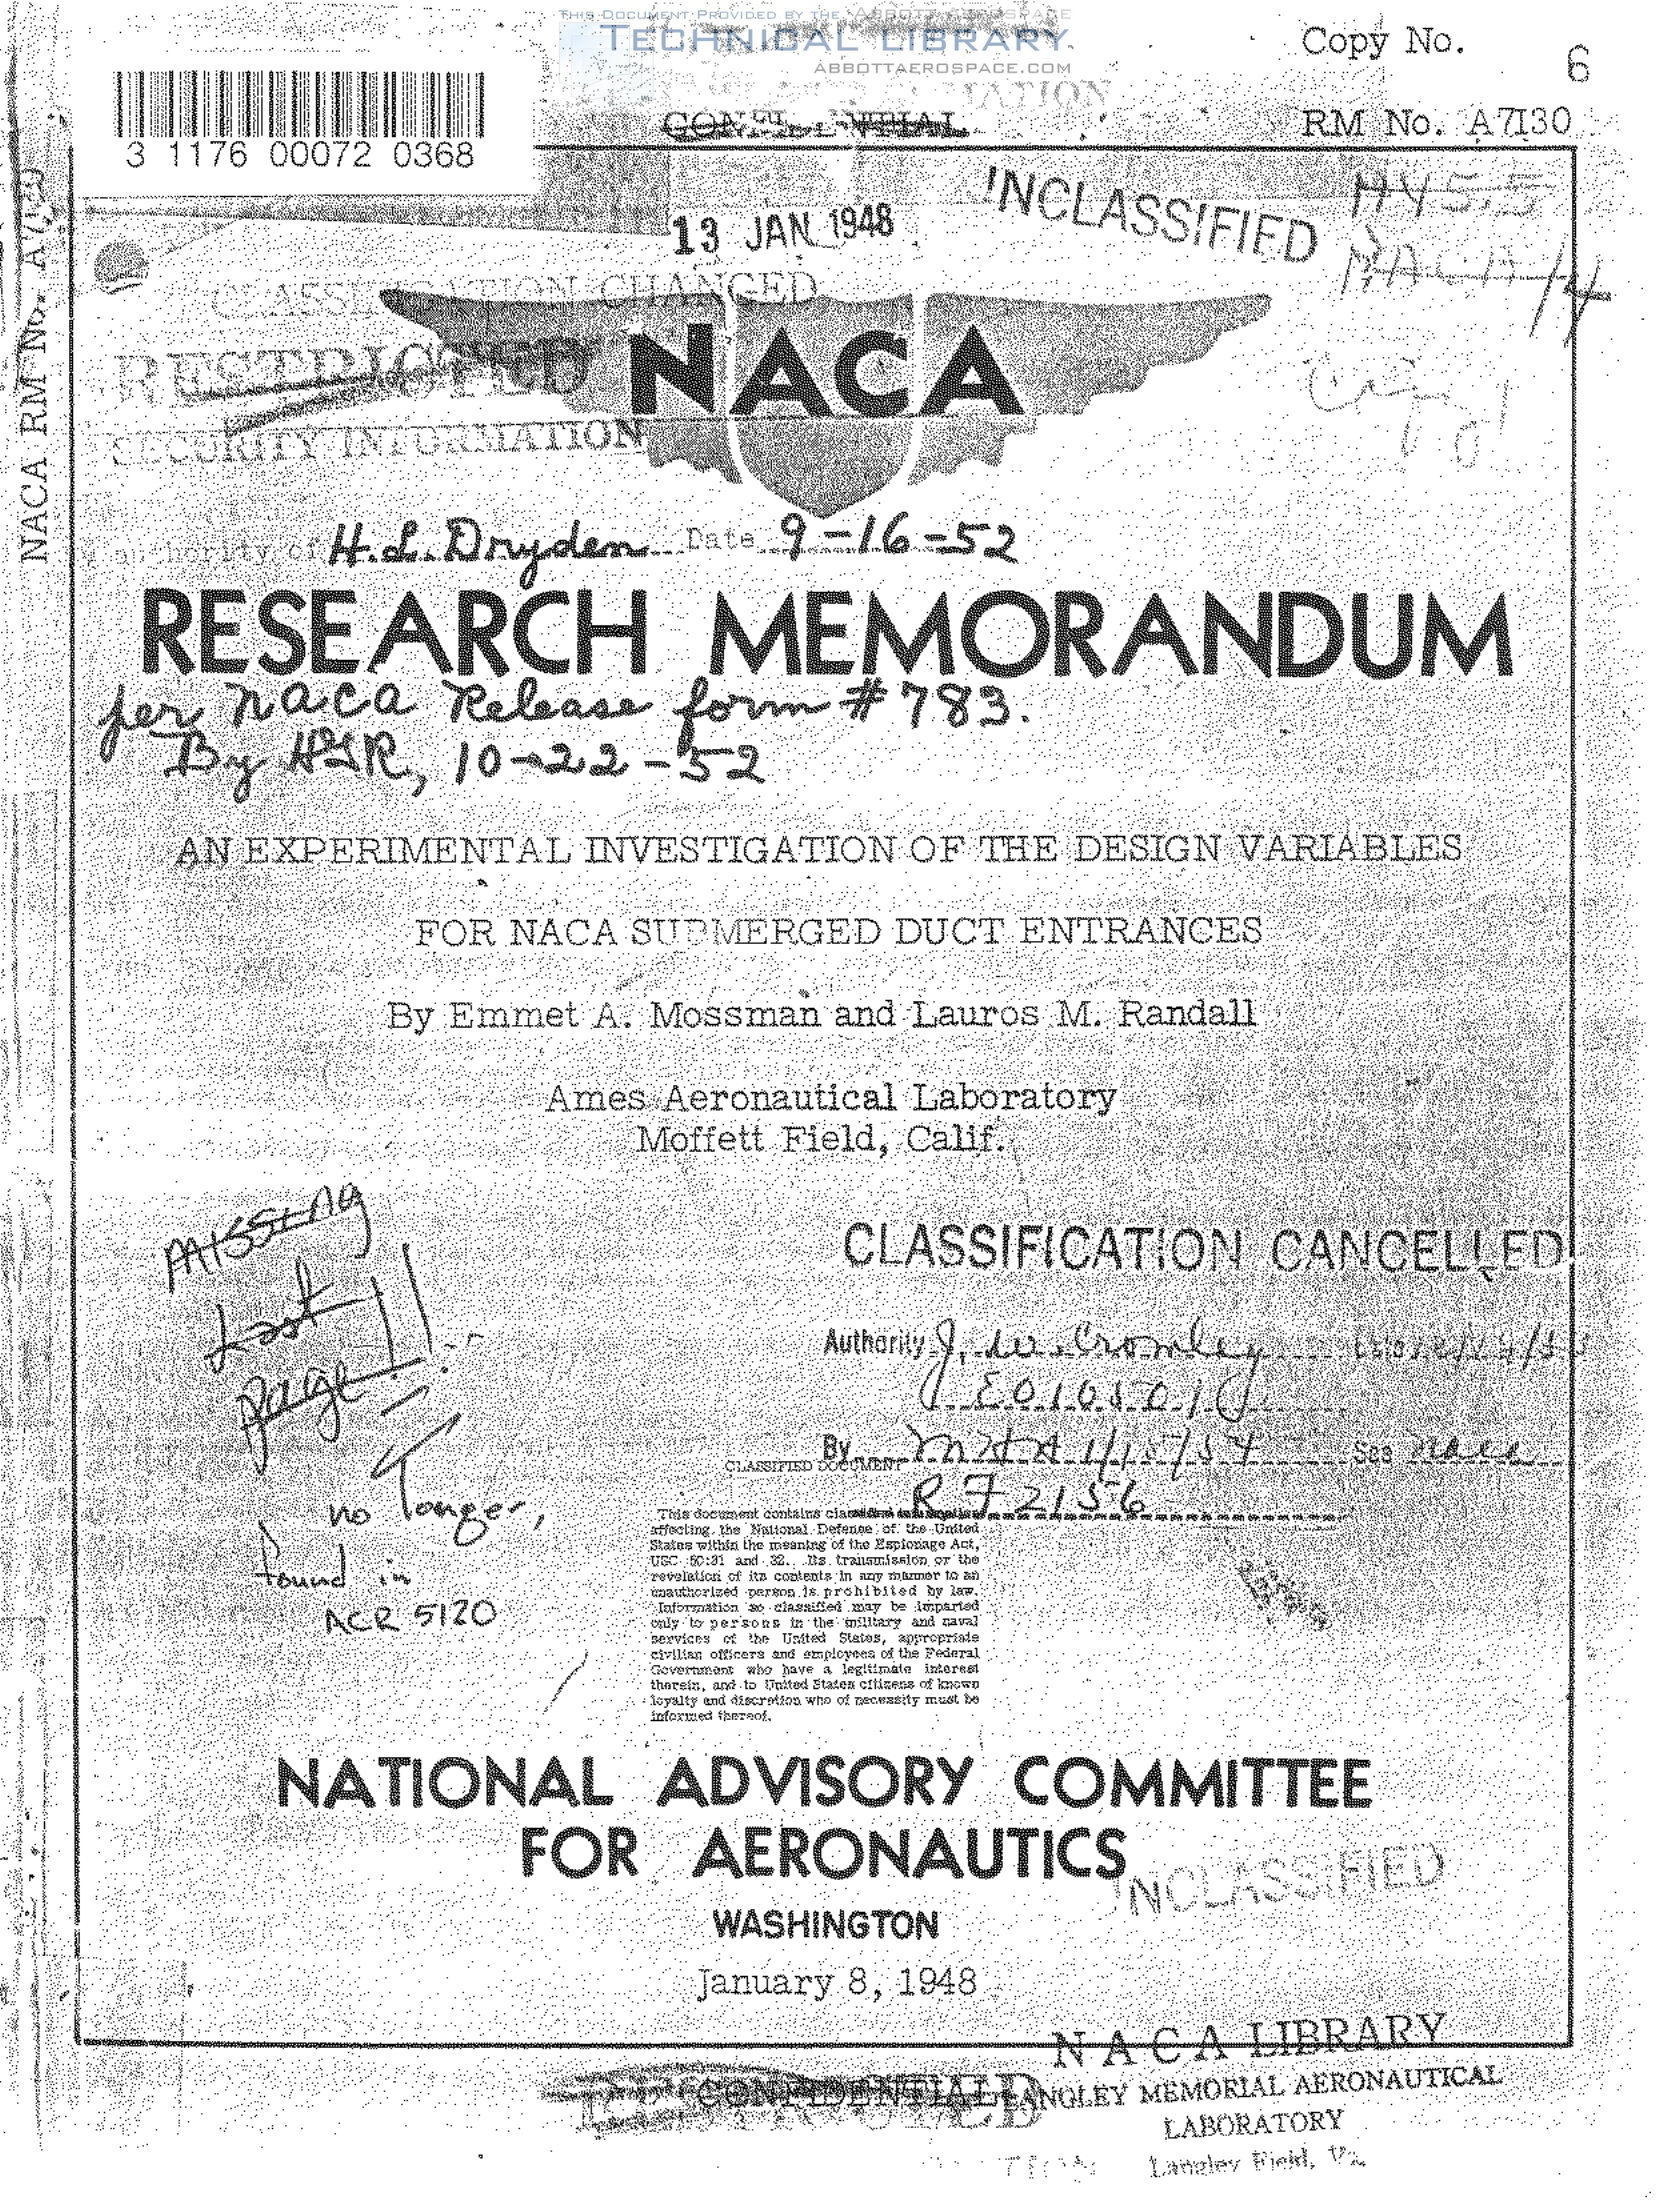 THIS DOCUMENT PROVIDED BY THE ABBOTT AEROSPACE
TECHNICAL LIBRARY
ABBOTTAEROSPACE.COM
Copy No. 6
RM No. A7I30
CONFIDENTIAL
3 1176 00072 0368
NACA RM No. A7I30
13 JAN 1948
UNCLASSIFIED
CLASSIFICATION CHANGED
RESTRICTED
SECURITY INFORMATION
NACA
authority of H.L. Dryden Date 9-16-52
RESEARCH MEMORANDUM
per NACA Release form #783.
By HGR, 10-22-52
AN EXPERIMENTAL INVESTIGATION OF THE DESIGN VARIABLES
FOR NACA SUBMERGED DUCT ENTRANCES
By Emmet A. Mossman and Lauros M. Randall
Ames Aeronautical Laboratory
Moffett Field, Calif.
MISSING
Last
page!!
no longer,
found in
ACR 5120
CLASSIFICATION CANCELLED
Authority J. W. Crowley
E010501
By See naca
R72156
CLASSIFIED DOCUMENT
This document contains classified information
affecting the National Defense of the United
States within the meaning of the Espionage Act,
USC 50:31 and 32. Its transmission or the
revelation of its contents in any manner to an
unauthorized person is prohibited by law.
Information so classified may be imparted
only to persons in the military and naval
services of the United States, appropriate
civilian officers and employees of the Federal
Government who have a legitimate interest
therein, and to United States citizens of known
loyalty and discretion who of necessity must be
informed thereof.
NATIONAL ADVISORY COMMITTEE
FOR AERONAUTICS
WASHINGTON
January 8, 1948
UNCLASSIFIED
N A C A LIBRARY
CONFIDENTIAL
LANGLEY MEMORIAL AERONAUTICAL
LABORATORY
Langley Field, Va.